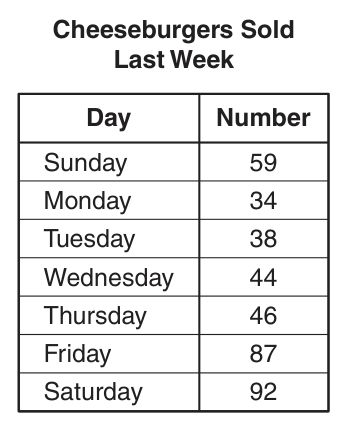 Cheeseburgers Sold
Last Week
Day Number
Sunday 59
Monday 34
Tuesday 38
Wednesday 44
Thursday 46
Friday 87
Saturday 92